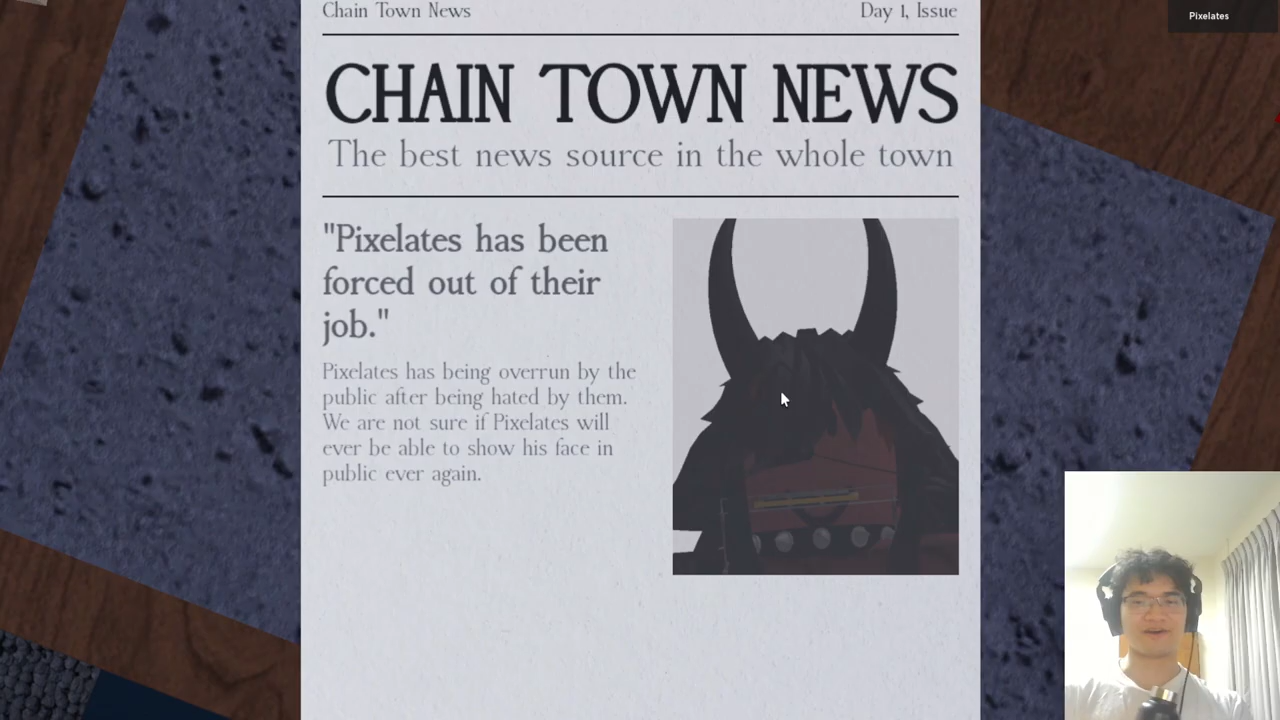 Chain Town News
Day 1, Issue
Pixelates
CHAIN TOWN NEWS
The best news source in the whole town
"Pixelates has been
forced out of their
job."
Pixelates has being overrun by the
public after being hated by them.
We are not sure if Pixelates will
ever be able to show his face in
public ever again.